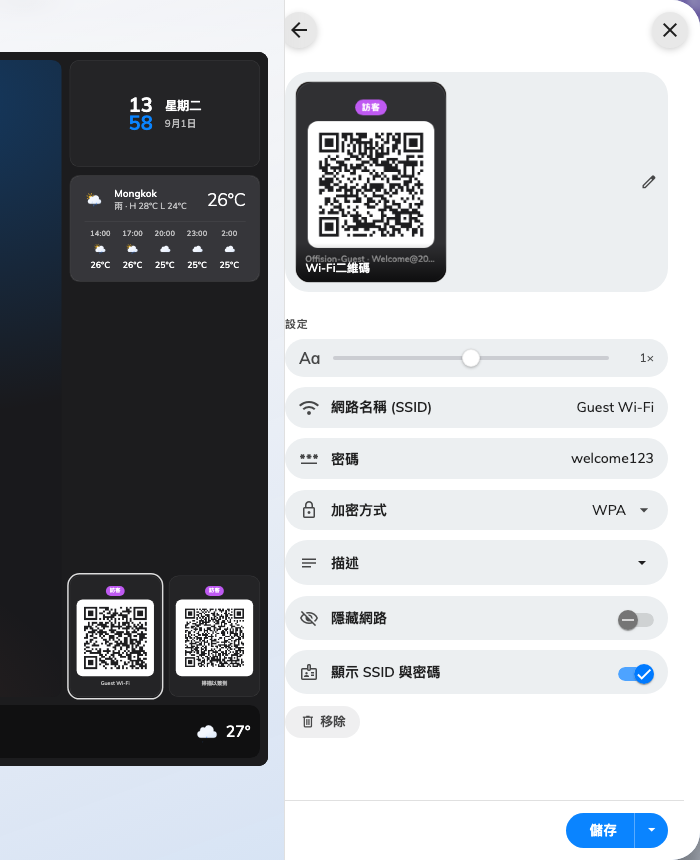 13 星期二
58 9月1日
Mongkok
雨 · H 28°C L 24°C
26°C
14:00 17:00 20:00 23:00 2:00
26°C 26°C 25°C 25°C 25°C
訪客
Guest Wi-Fi
訪客
27°
訪客
Offision-Guest · Welcome@20...
Wi-Fi二維碼
設定
Aa 1×
網路名稱 (SSID) Guest Wi-Fi
密碼 welcome123
加密方式 WPA
描述
隱藏網路
顯示 SSID 與密碼
移除
儲存